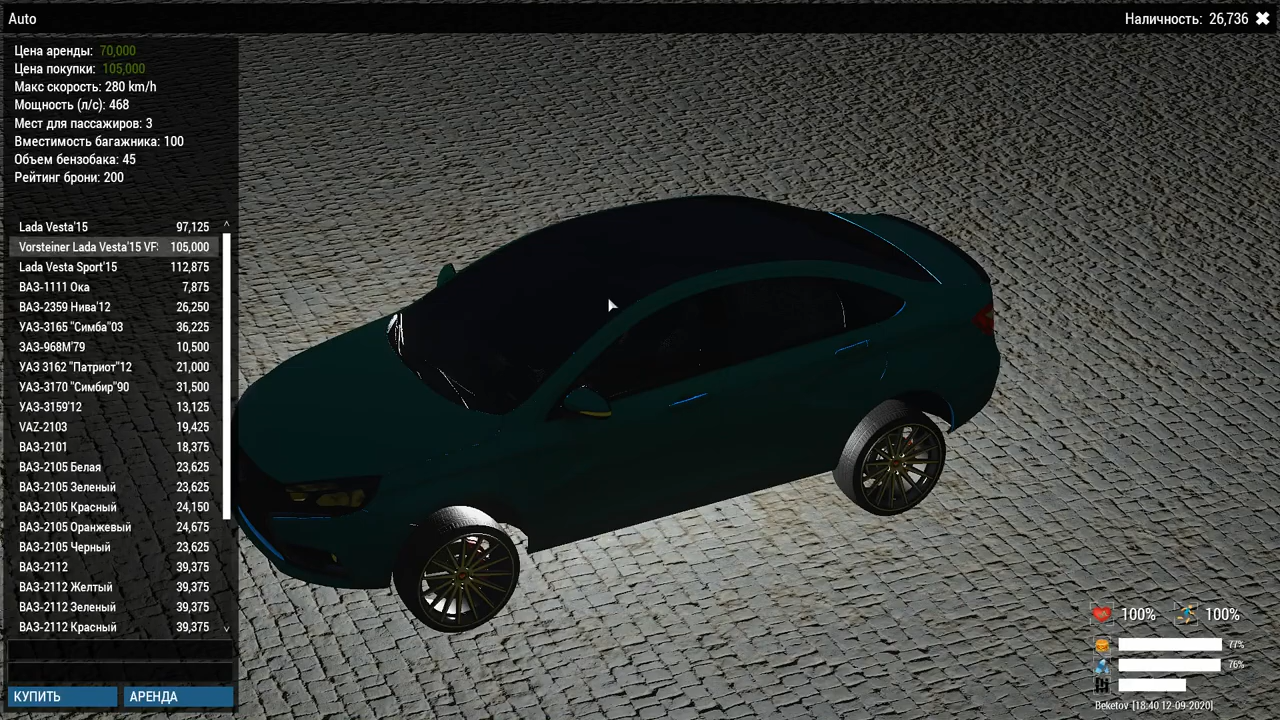 Auto
Наличность: 26,736
Цена аренды: 70,000
Цена покупки: 105,000
Макс скорость: 280 km/h
Мощность (л/с): 468
Мест для пассажиров: 3
Вместимость багажника: 100
Объем бензобака: 45
Рейтинг брони: 200
Lada Vesta'15 97,125
Vorsteiner Lada Vesta'15 VF: 105,000
Lada Vesta Sport'15 112,875
ВАЗ-1111 Ока 7,875
ВАЗ-2359 Нива'12 26,250
УАЗ-3165 "Симба"03 36,225
ЗАЗ-968М'79 10,500
УАЗ 3162 "Патриот"12 21,000
УАЗ-3170 "Симбир"90 31,500
УАЗ-3159'12 13,125
VAZ-2103 19,425
ВАЗ-2101 18,375
ВАЗ-2105 Белая 23,625
ВАЗ-2105 Зеленый 23,625
ВАЗ-2105 Красный 24,150
ВАЗ-2105 Оранжевый 24,675
ВАЗ-2105 Черный 23,625
ВАЗ-2112 39,375
ВАЗ-2112 Желтый 39,375
ВАЗ-2112 Зеленый 39,375
ВАЗ-2112 Красный 39,375
КУПИТЬ АРЕНДА
100% 100%
77%
76%
Beketov [18:40 12-09-2020]